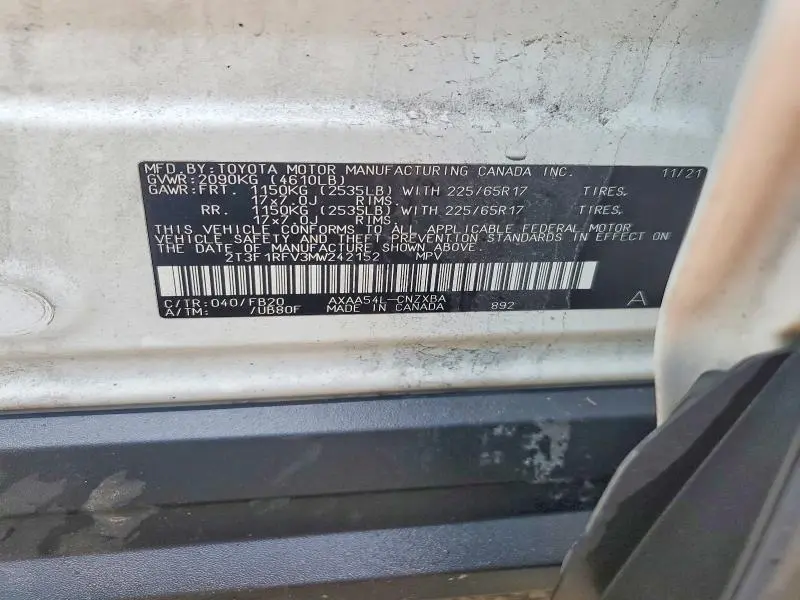 MFD.BY:TOYOTA MOTOR MANUFACTURING CANADA INC. 11/21
GVWR:2090KG (4610LB)
GAWR:FRT. 1150KG (2535LB) WITH 225/65R17 TIRES,
17x7.0J RIMS,
RR. 1150KG (2535LB) WITH 225/65R17 TIRES,
17x7.0J RIMS,
THIS VEHICLE CONFORMS TO ALL APPLICABLE FEDERAL MOTOR
VEHICLE SAFETY AND THEFT PREVENTION STANDARDS IN EFFECT ON
THE DATE OF MANUFACTURE SHOWN ABOVE.
2T3F1RFV3MW242152 MPV
C/TR:040/FB20 AXAA54L-CNZXBA A
A/TM: /UB80F MADE IN CANADA 892